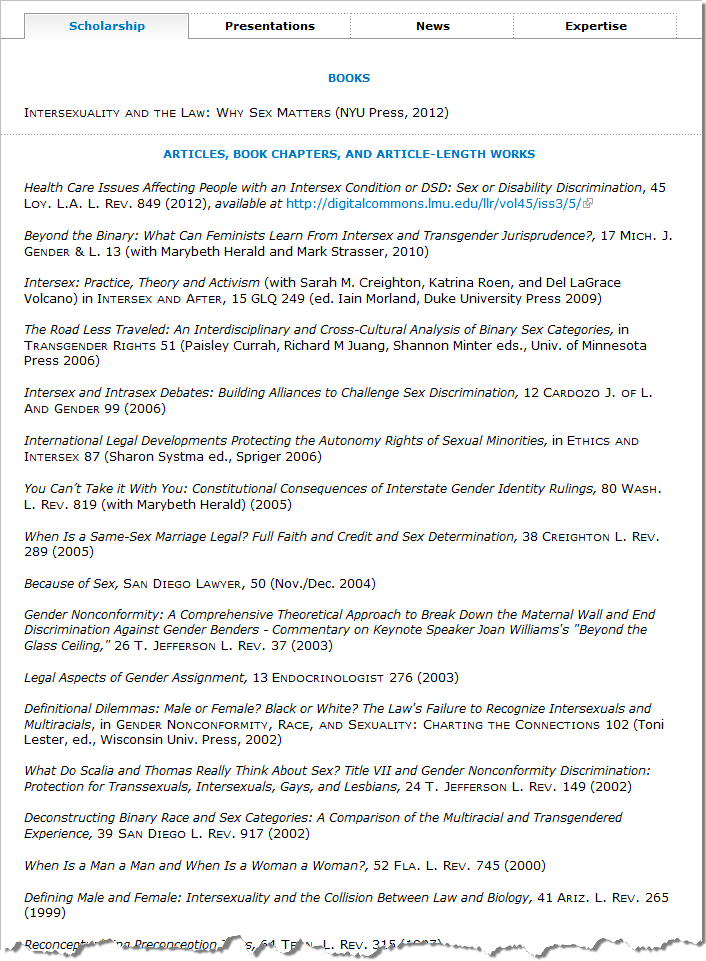 Scholarship Presentations News Expertise
BOOKS
Intersexuality and the Law: Why Sex Matters (NYU Press, 2012)
ARTICLES, BOOK CHAPTERS, AND ARTICLE-LENGTH WORKS
Health Care Issues Affecting People with an Intersex Condition or DSD: Sex or Disability Discrimination, 45
Loy. L.A. L. Rev. 849 (2012), available at http://digitalcommons.lmu.edu/llr/vol45/iss3/5/
Beyond the Binary: What Can Feminists Learn From Intersex and Transgender Jurisprudence?, 17 Mich. J.
Gender & L. 13 (with Marybeth Herald and Mark Strasser, 2010)
Intersex: Practice, Theory and Activism (with Sarah M. Creighton, Katrina Roen, and Del LaGrace
Volcano) in Intersex and After, 15 GLQ 249 (ed. Iain Morland, Duke University Press 2009)
The Road Less Traveled: An Interdisciplinary and Cross-Cultural Analysis of Binary Sex Categories, in
Transgender Rights 51 (Paisley Currah, Richard M Juang, Shannon Minter eds., Univ. of Minnesota
Press 2006)
Intersex and Intrasex Debates: Building Alliances to Challenge Sex Discrimination, 12 Cardozo J. of L.
And Gender 99 (2006)
International Legal Developments Protecting the Autonomy Rights of Sexual Minorities, in Ethics and
Intersex 87 (Sharon Systma ed., Spriger 2006)
You Can’t Take it With You: Constitutional Consequences of Interstate Gender Identity Rulings, 80 Wash.
L. Rev. 819 (with Marybeth Herald) (2005)
When Is a Same-Sex Marriage Legal? Full Faith and Credit and Sex Determination, 38 Creighton L. Rev.
289 (2005)
Because of Sex, San Diego Lawyer, 50 (Nov./Dec. 2004)
Gender Nonconformity: A Comprehensive Theoretical Approach to Break Down the Maternal Wall and End
Discrimination Against Gender Benders - Commentary on Keynote Speaker Joan Williams's "Beyond the
Glass Ceiling," 26 T. Jefferson L. Rev. 37 (2003)
Legal Aspects of Gender Assignment, 13 Endocrinologist 276 (2003)
Definitional Dilemmas: Male or Female? Black or White? The Law's Failure to Recognize Intersexuals and
Multiracials, in Gender Nonconformity, Race, and Sexuality: Charting the Connections 102 (Toni
Lester, ed., Wisconsin Univ. Press, 2002)
What Do Scalia and Thomas Really Think About Sex? Title VII and Gender Nonconformity Discrimination:
Protection for Transsexuals, Intersexuals, Gays, and Lesbians, 24 T. Jefferson L. Rev. 149 (2002)
Deconstructing Binary Race and Sex Categories: A Comparison of the Multiracial and Transgendered
Experience, 39 San Diego L. Rev. 917 (2002)
When Is a Man a Man and When Is a Woman a Woman?, 52 Fla. L. Rev. 745 (2000)
Defining Male and Female: Intersexuality and the Collision Between Law and Biology, 41 Ariz. L. Rev. 265
(1999)
Preconception L. Rev. 315